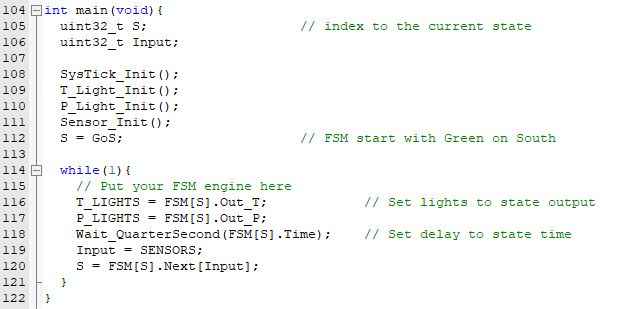 104 int main(void){
105 uint32_t S; // index to the current state
106 uint32_t Input;
107
108 SysTick_Init();
109 T_Light_Init();
110 P_Light_Init();
111 Sensor_Init();
112 S = GoS; // FSM start with Green on South
113
114 while(1){
115 // Put your FSM engine here
116 T_LIGHTS = FSM[S].Out_T; // Set lights to state output
117 P_LIGHTS = FSM[S].Out_P;
118 Wait_QuarterSecond(FSM[S].Time); // Set delay to state time
119 Input = SENSORS;
120 S = FSM[S].Next[Input];
121 }
122 }